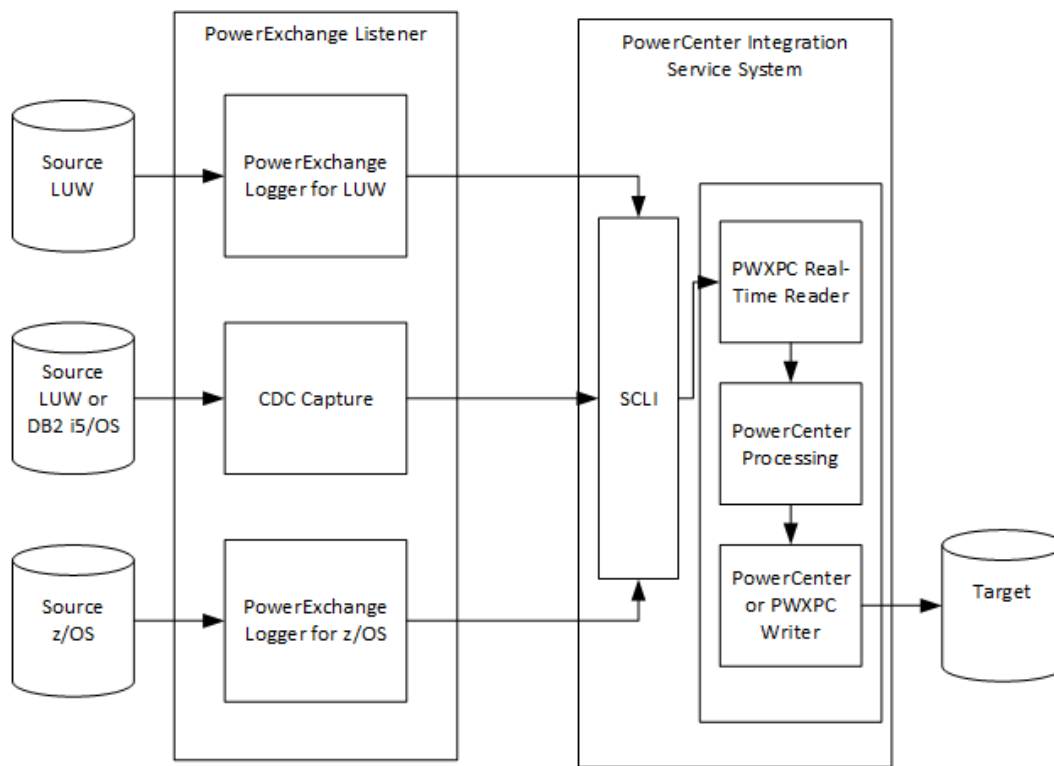 PowerExchange Listener
PowerCenter Integration
Service System
Source
LUW
PowerExchange
Logger for LUW
PWXPC Real-
Time Reader
Source
LUW or
DB2 i5/OS
CDC Capture
SCLI
PowerCenter
Processing
Source
z/OS
PowerExchange
Logger for z/OS
PowerCenter
or PWXPC
Writer
Target